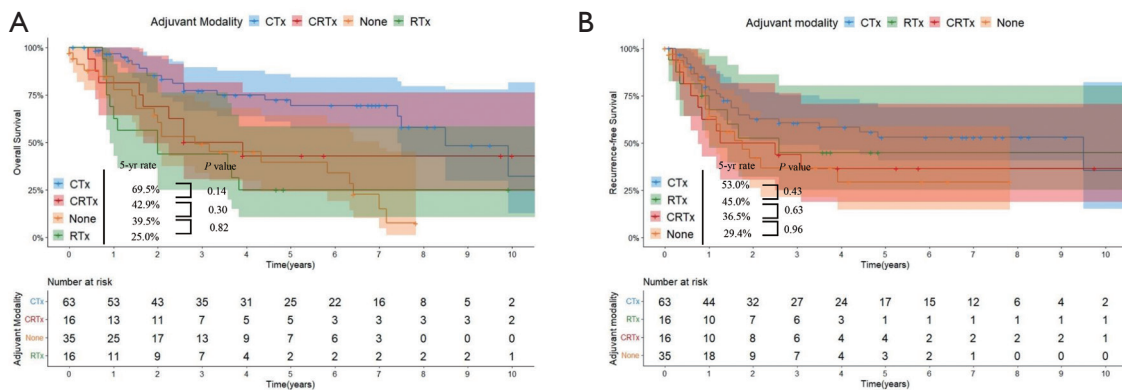 A
Adjuvant Modality CTx CRTx None RTx
100%
75%
50%
25%
0%
Overall Survival
5-yr rate P value
CTx 69.5%
CRTx 42.9%
None 39.5%
RTx 25.0%
0.14
0.30
0.82
0 1 2 3 4 5 6 7 8 9 10
Time(years)
Number at risk
Adjuvant Modality
CTx 63 53 43 35 31 25 22 16 8 5 2
CRTx 16 13 11 7 5 5 3 3 3 3 2
None 35 25 17 13 9 7 6 3 0 0 0
RTx 16 11 9 7 4 2 2 2 2 2 1
0 1 2 3 4 5 6 7 8 9 10
Time(years)
B
Adjuvant modality CTx RTx CRTx None
100%
75%
50%
25%
0%
Recurrence-free Survival
5-yr rate P value
CTx 53.0%
RTx 45.0%
CRTx 36.5%
None 29.4%
0.43
0.63
0.96
0 1 2 3 4 5 6 7 8 9 10
Time(years)
Number at risk
Adjuvant Modality
CTx 63 44 32 27 24 17 15 12 6 4 2
RTx 16 10 7 6 3 1 1 1 1 1 1
CRTx 16 10 8 6 4 4 2 2 2 2 1
None 35 18 9 7 4 3 2 1 0 0 0
0 1 2 3 4 5 6 7 8 9 10
Time(years)